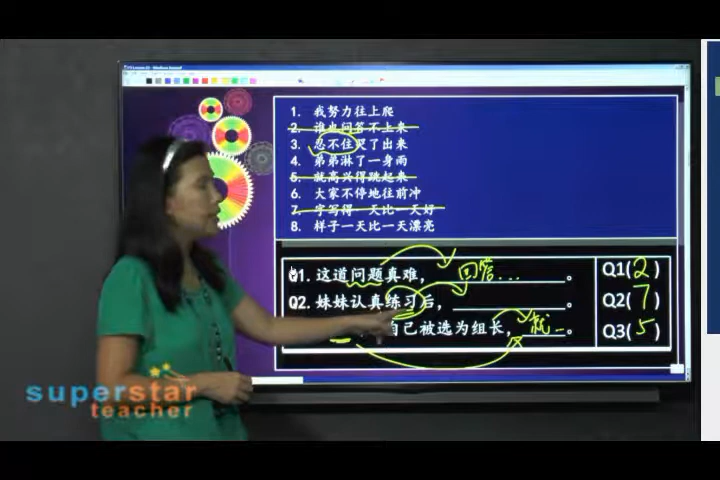 1. 我努力往上爬
2. 谁也问答不上来
3. 忍不住哭了出来
4. 弟弟淋了一身雨
5. 就高兴得跳起来
6. 大家不停地往前冲
7. 字写得一天比一天好
8. 样子一天比一天漂亮
Q1. 这道问题真难，回答... 。 Q1(2)
Q2. 妹妹认真练习后， 。 Q2(7)
自己被选为组长，就 。 Q3(5)
superstar
teacher